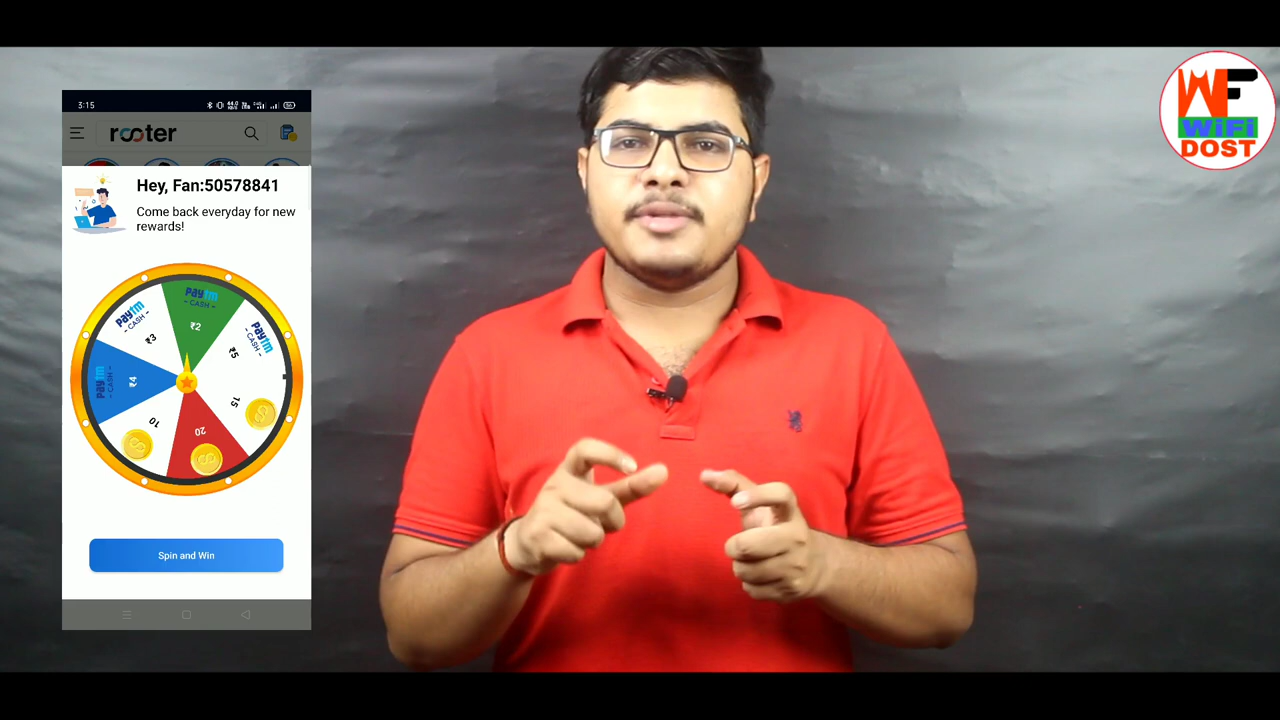 3:15
rooter
Hey, Fan:50578841
Come back everyday for new
rewards!
paytm
CASH
₹2
paytm
CASH
₹5
15
20
10
paytm
CASH
₹4
paytm
CASH
₹3
Spin and Win
WF
WiFi
DOST